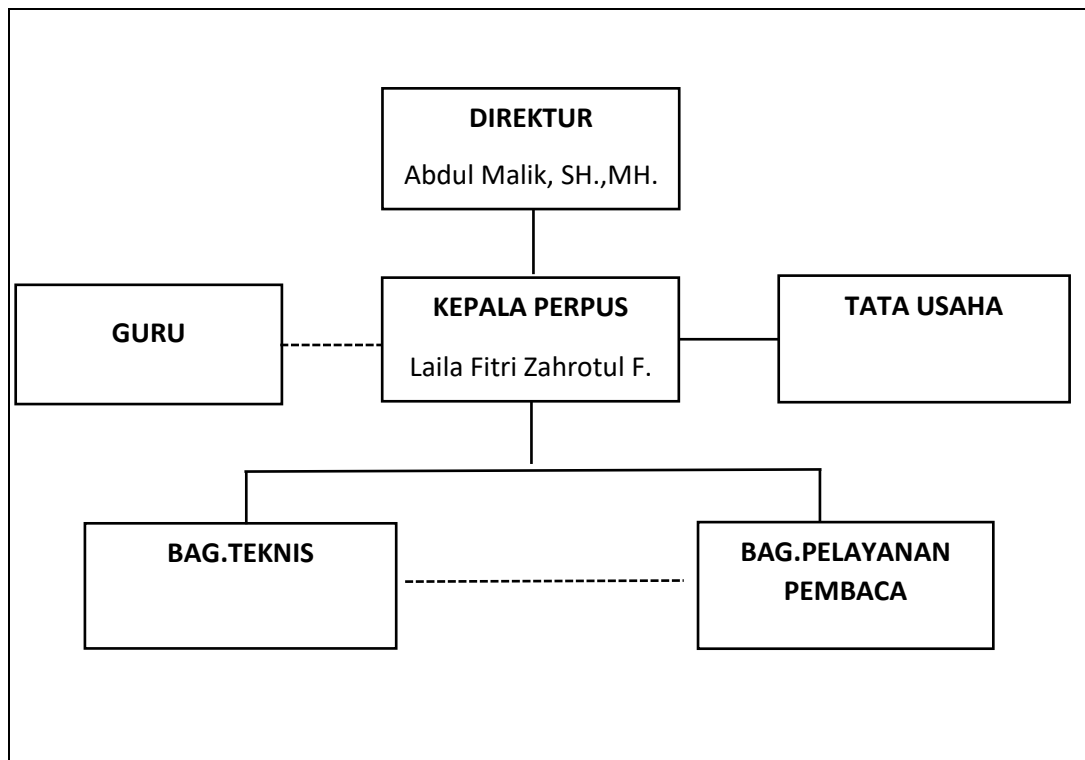 DIREKTUR
Abdul Malik, SH.,MH.
GURU
KEPALA PERPUS
Laila Fitri Zahrotul F.
TATA USAHA
BAG.TEKNIS
BAG.PELAYANAN
PEMBACA